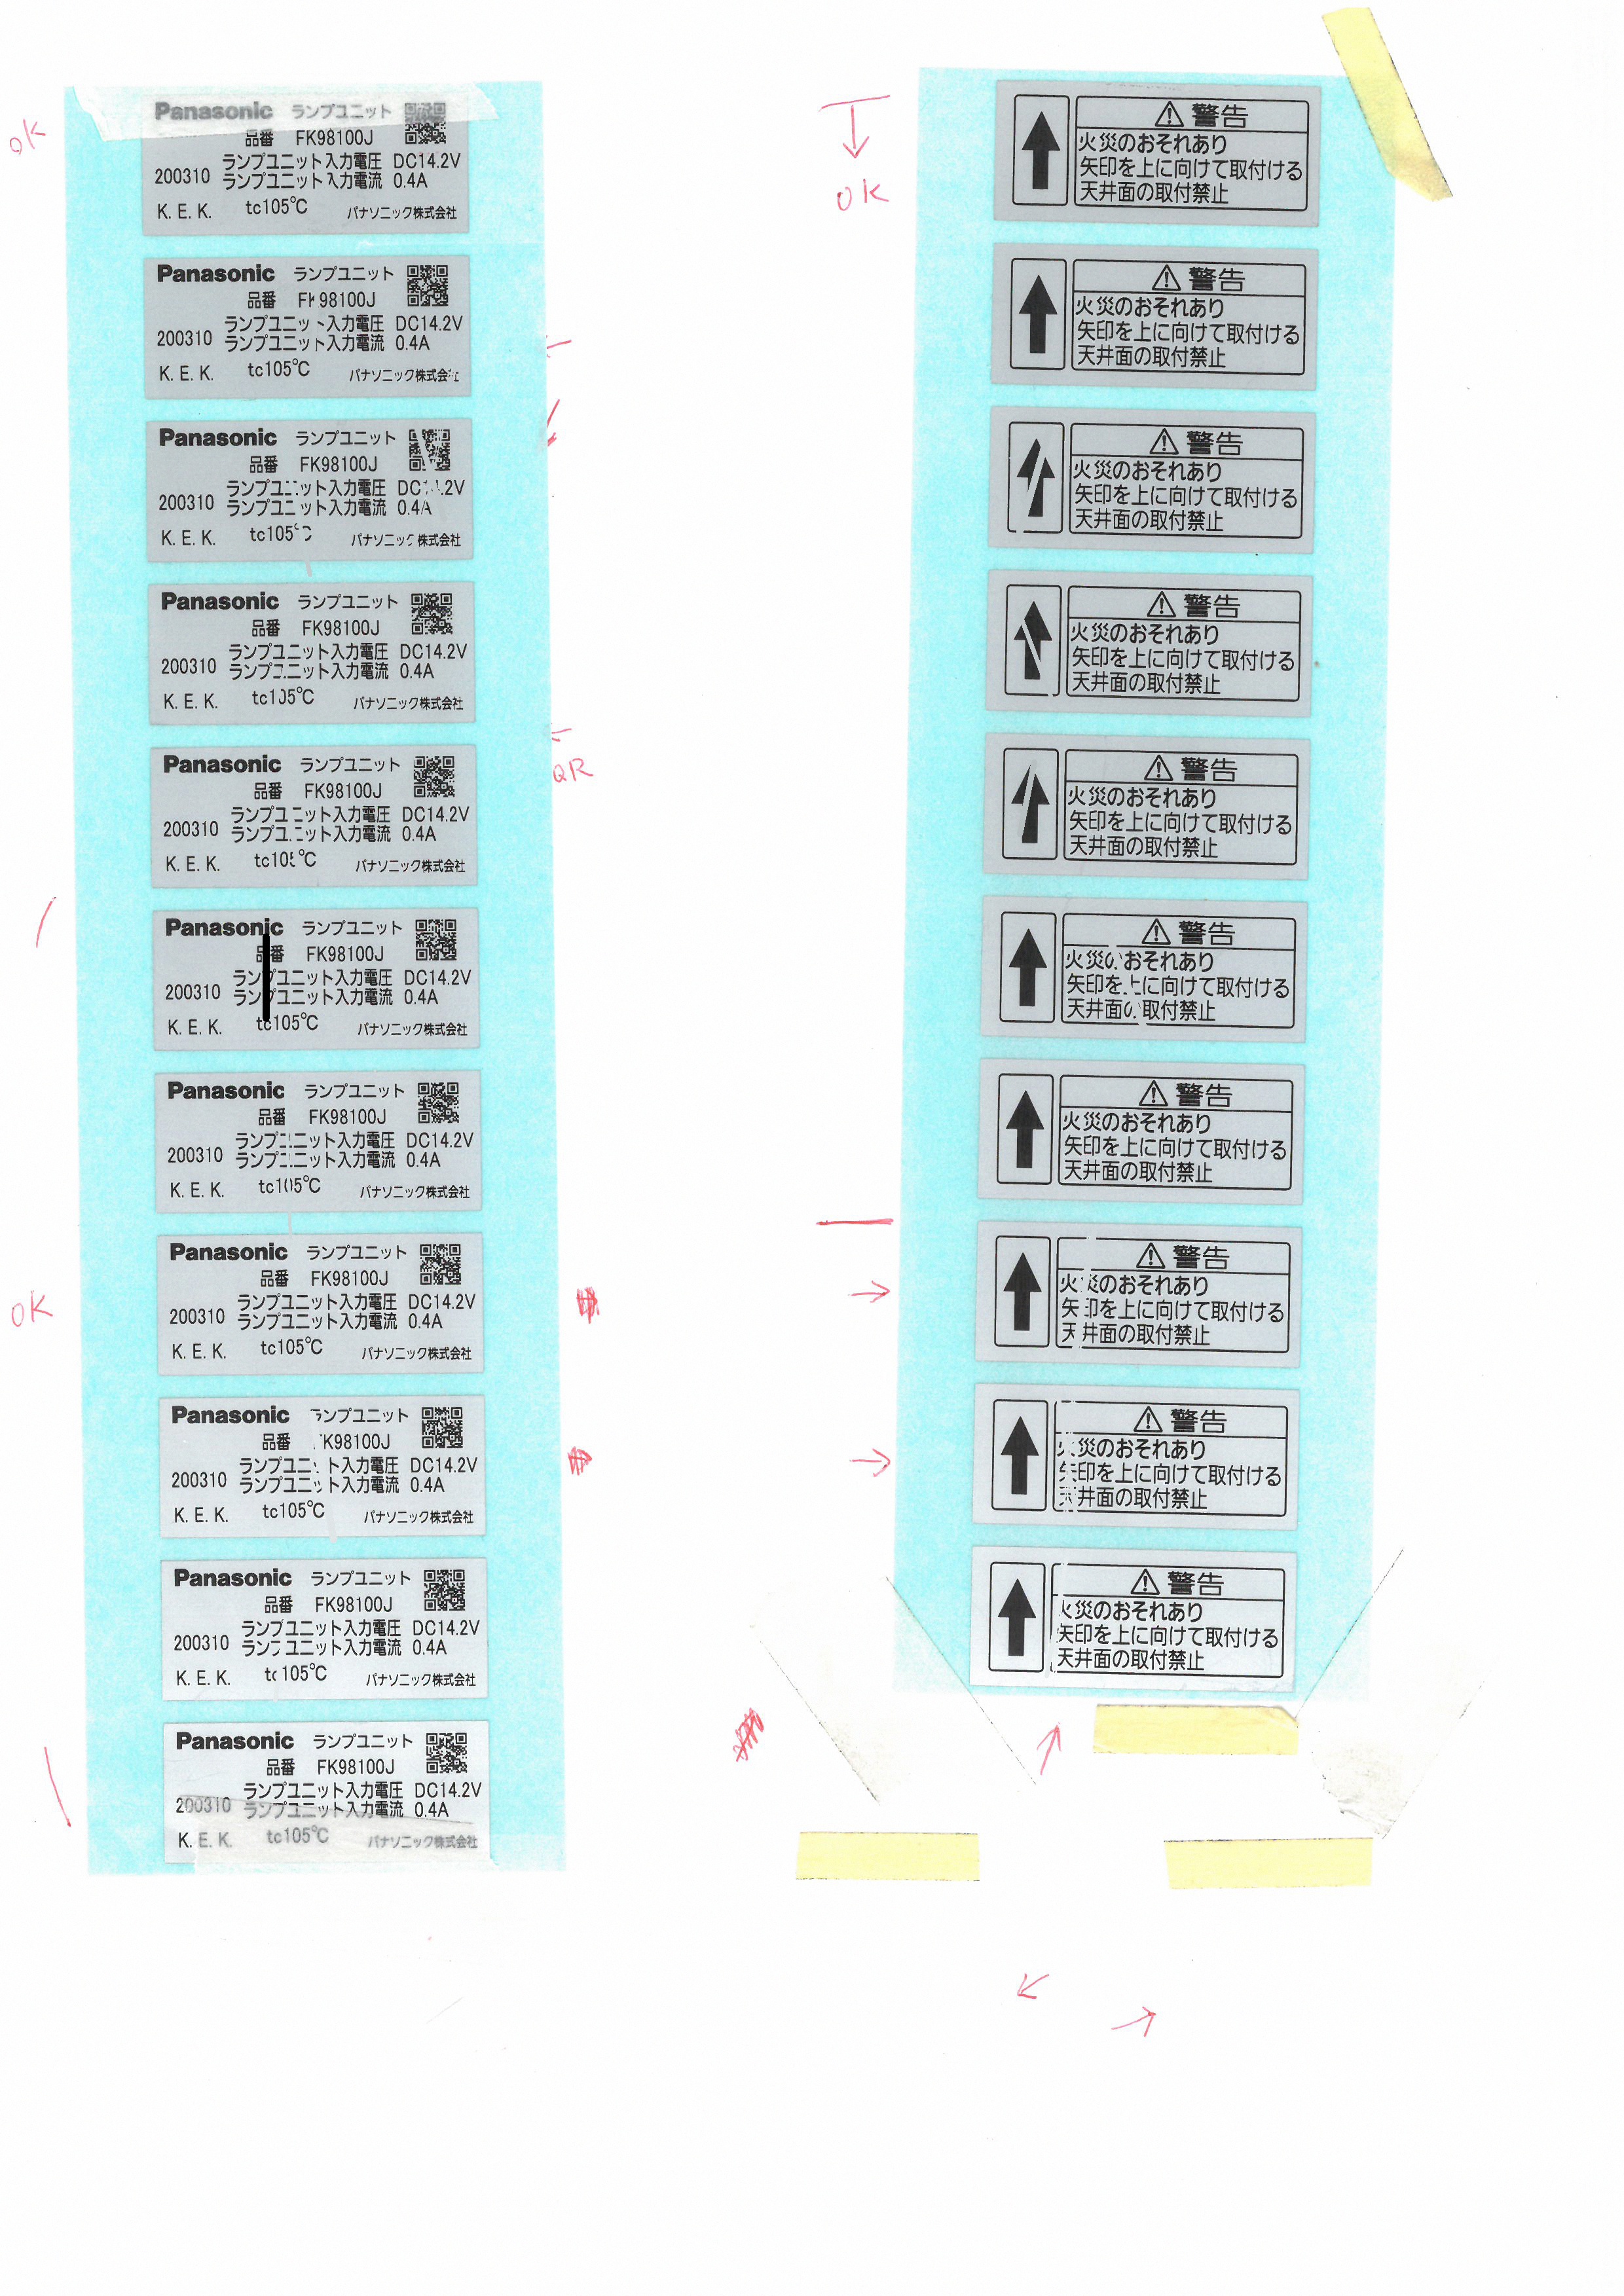 OK
Panasonic ランプユニット
品番 FK98100J
ランプユニット入力電圧 DC14.2V
200310 ランプユニット入力電流 0.4A
K.E.K. tc105℃ パナソニック株式会社
Panasonic ランプユニット
品番 FK98100J
ランプユニット入力電圧 DC14.2V
200310 ランプユニット入力電流 0.4A
K.E.K. tc105℃ パナソニック株式会社
Panasonic ランプユニット
品番 FK98100J
ランプユニット入力電圧 DC14.2V
200310 ランプユニット入力電流 0.4A
K.E.K. tc105℃ パナソニック株式会社
Panasonic ランプユニット
品番 FK98100J
ランプユニット入力電圧 DC14.2V
200310 ランプユニット入力電流 0.4A
K.E.K. tc105℃ パナソニック株式会社
QR
Panasonic ランプユニット
品番 FK98100J
ランプユニット入力電圧 DC14.2V
200310 ランプユニット入力電流 0.4A
K.E.K. tc105℃ パナソニック株式会社
Panasonic ランプユニット
品番 FK98100J
ランプユニット入力電圧 DC14.2V
200310 ランプユニット入力電流 0.4A
K.E.K. tc105℃ パナソニック株式会社
Panasonic ランプユニット
品番 FK98100J
ランプユニット入力電圧 DC14.2V
200310 ランプユニット入力電流 0.4A
K.E.K. tc105℃ パナソニック株式会社
OK
Panasonic ランプユニット
品番 FK98100J
ランプユニット入力電圧 DC14.2V
200310 ランプユニット入力電流 0.4A
K.E.K. tc105℃ パナソニック株式会社
Panasonic ランプユニット
品番 FK98100J
ランプユニット入力電圧 DC14.2V
200310 ランプユニット入力電流 0.4A
K.E.K. tc105℃ パナソニック株式会社
Panasonic ランプユニット
品番 FK98100J
ランプユニット入力電圧 DC14.2V
200310 ランプユニット入力電流 0.4A
K.E.K. tc105℃ パナソニック株式会社
Panasonic ランプユニット
品番 FK98100J
ランプユニット入力電圧 DC14.2V
200310 ランプユニット入力電流 0.4A
K.E.K. tc105℃ パナソニック株式会社
OK
警告
火災のおそれあり
矢印を上に向けて取付ける
天井面の取付禁止
警告
火災のおそれあり
矢印を上に向けて取付ける
天井面の取付禁止
警告
火災のおそれあり
矢印を上に向けて取付ける
天井面の取付禁止
警告
火災のおそれあり
矢印を上に向けて取付ける
天井面の取付禁止
警告
火災のおそれあり
矢印を上に向けて取付ける
天井面の取付禁止
警告
火災のおそれあり
矢印を上に向けて取付ける
天井面の取付禁止
警告
火災のおそれあり
矢印を上に向けて取付ける
天井面の取付禁止
警告
火災のおそれあり
矢印を上に向けて取付ける
天井面の取付禁止
警告
火災のおそれあり
矢印を上に向けて取付ける
天井面の取付禁止
警告
火災のおそれあり
矢印を上に向けて取付ける
天井面の取付禁止